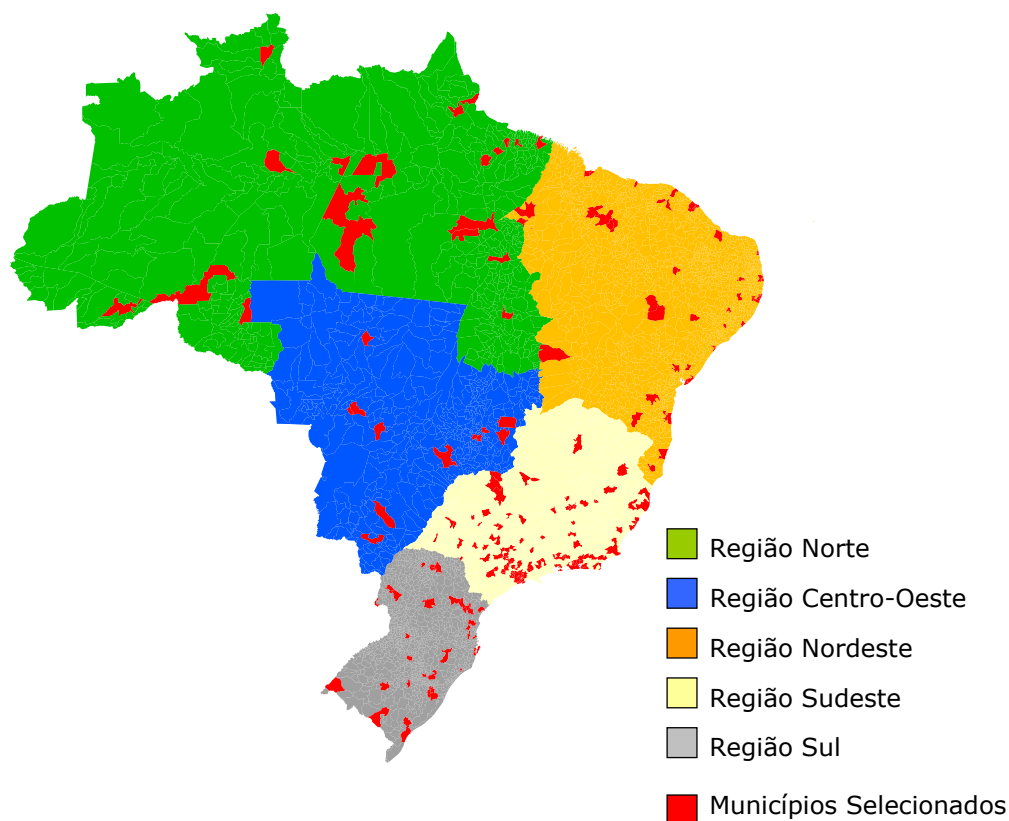 Região Norte
Região Centro-Oeste
Região Nordeste
Região Sudeste
Região Sul
Municípios Selecionados